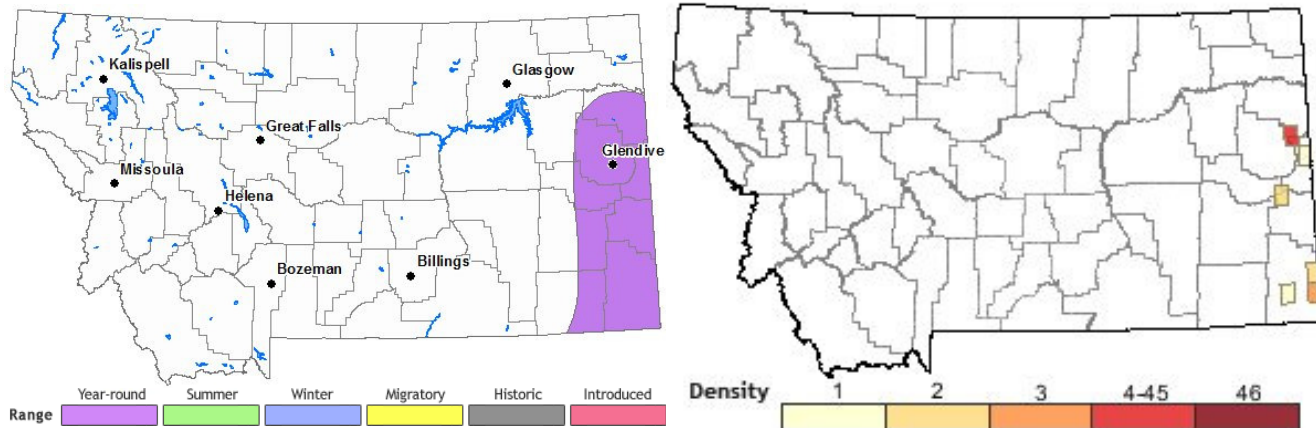 Kalispell
Glasgow
Great Falls
Glendive
Missoula
Helena
Bozeman
Billings
Year-round Summer Winter Migratory Historic Introduced
Range
Density 1 2 3 4-45 46